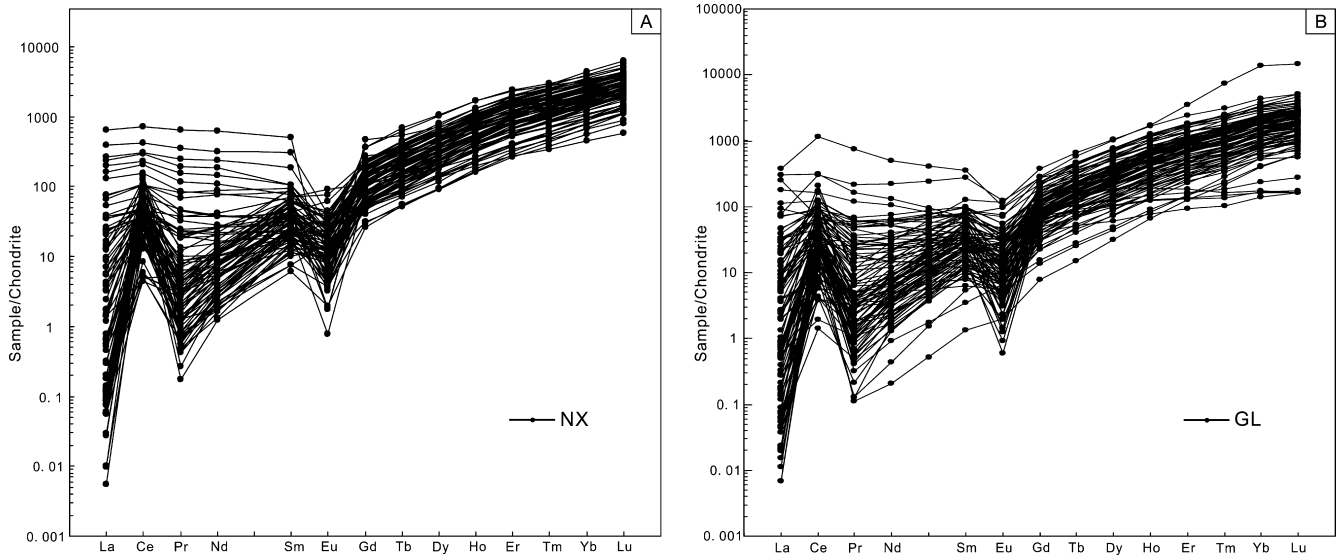 A
10000
1000
100
10
1
0. 1
0. 01
0. 001
Sample/Chondrite
NX
La Ce Pr Nd Sm Eu Gd Tb Dy Ho Er Tm Yb Lu
B
100000
10000
1000
100
10
1
0. 1
0. 01
0. 001
Sample/Chondrite
GL
La Ce Pr Nd Sm Eu Gd Tb Dy Ho Er Tm Yb Lu